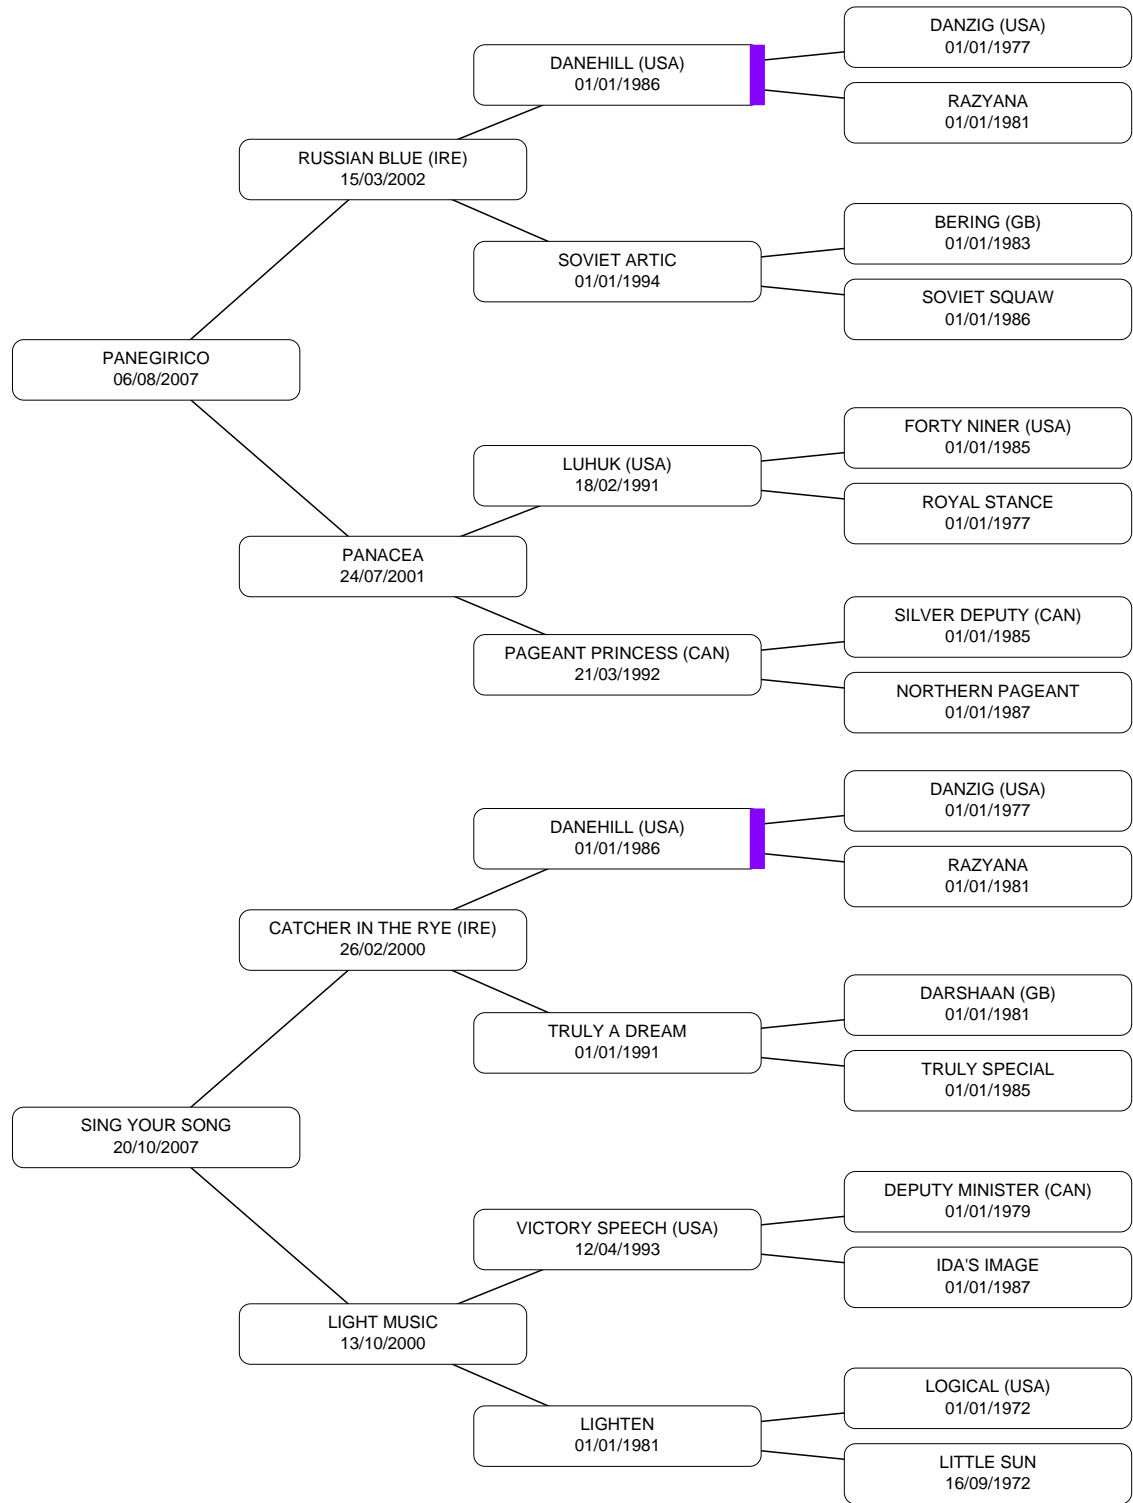 DANZIG (USA)
01/01/1977
DANEHILL (USA)
01/01/1986
RAZYANA
01/01/1981
RUSSIAN BLUE (IRE)
15/03/2002
BERING (GB)
01/01/1983
SOVIET ARTIC
01/01/1994
SOVIET SQUAW
01/01/1986
PANEGIRICO
06/08/2007
FORTY NINER (USA)
01/01/1985
LUHUK (USA)
18/02/1991
ROYAL STANCE
01/01/1977
PANACEA
24/07/2001
SILVER DEPUTY (CAN)
01/01/1985
PAGEANT PRINCESS (CAN)
21/03/1992
NORTHERN PAGEANT
01/01/1987
DANZIG (USA)
01/01/1977
DANEHILL (USA)
01/01/1986
RAZYANA
01/01/1981
CATCHER IN THE RYE (IRE)
26/02/2000
DARSHAAN (GB)
01/01/1981
TRULY A DREAM
01/01/1991
TRULY SPECIAL
01/01/1985
SING YOUR SONG
20/10/2007
DEPUTY MINISTER (CAN)
01/01/1979
VICTORY SPEECH (USA)
12/04/1993
IDA'S IMAGE
01/01/1987
LIGHT MUSIC
13/10/2000
LOGICAL (USA)
01/01/1972
LIGHTEN
01/01/1981
LITTLE SUN
16/09/1972